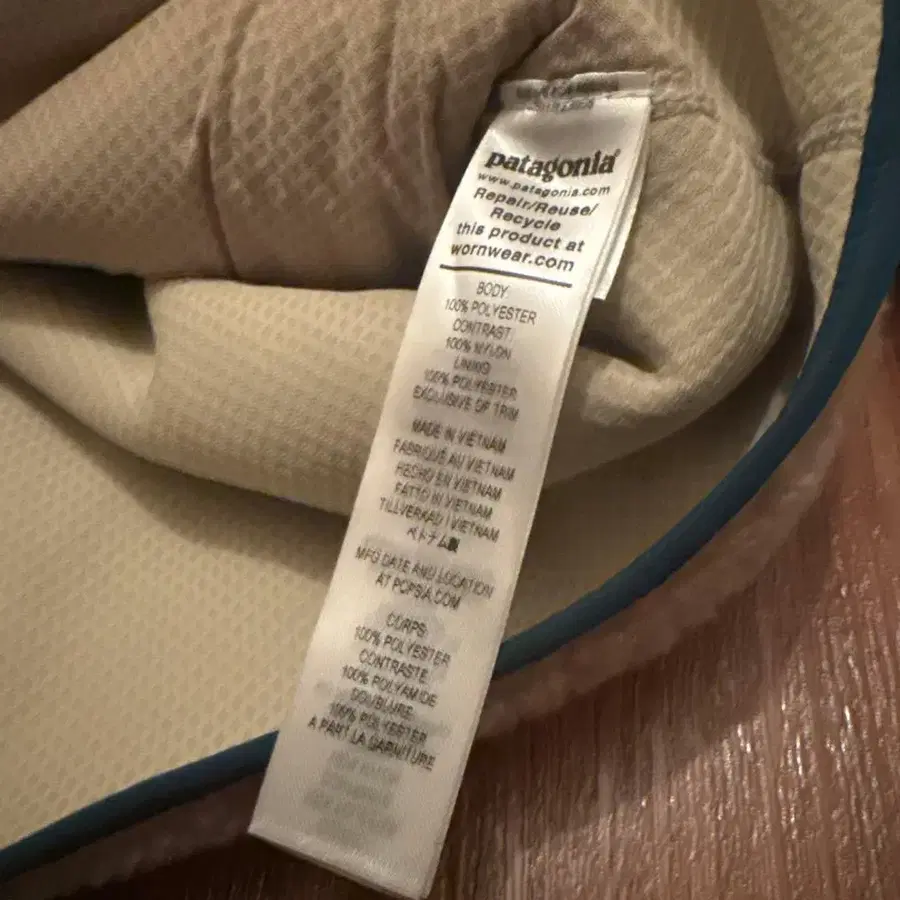 patagonia®
www.patagonia.com
Repair/Reuse/
Recycle
this product at
wornwear.com
BODY:
100% POLYESTER
CONTRAST:
100% NYLON
LINING:
100% POLYESTER
EXCLUSIVE OF TRIM
MADE IN VIETNAM
FABRIQUÉ AU VIETNAM
HECHO EN VIETNAM
FATTO IN VIETNAM
TILLVERKAD I VIETNAM
ベトナム製
MFG DATE AND LOCATION
AT PCPSIA.COM
CORPS:
100% POLYESTER
CONTRASTE:
100% POLYAMIDE
DOUBLURE:
100% POLYESTER
À PART LA GARNITURE